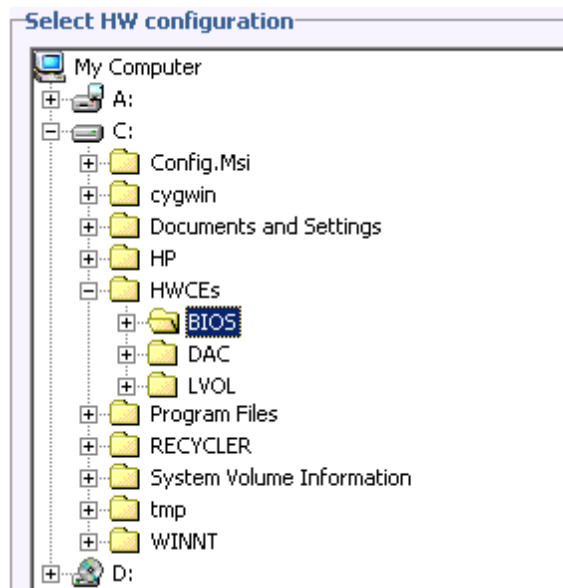 Select HW configuration
My Computer
A:
C:
Config.Msi
cygwin
Documents and Settings
HP
HWCEs
BIOS
DAC
LVOL
Program Files
RECYCLER
System Volume Information
tmp
WINNT
D: